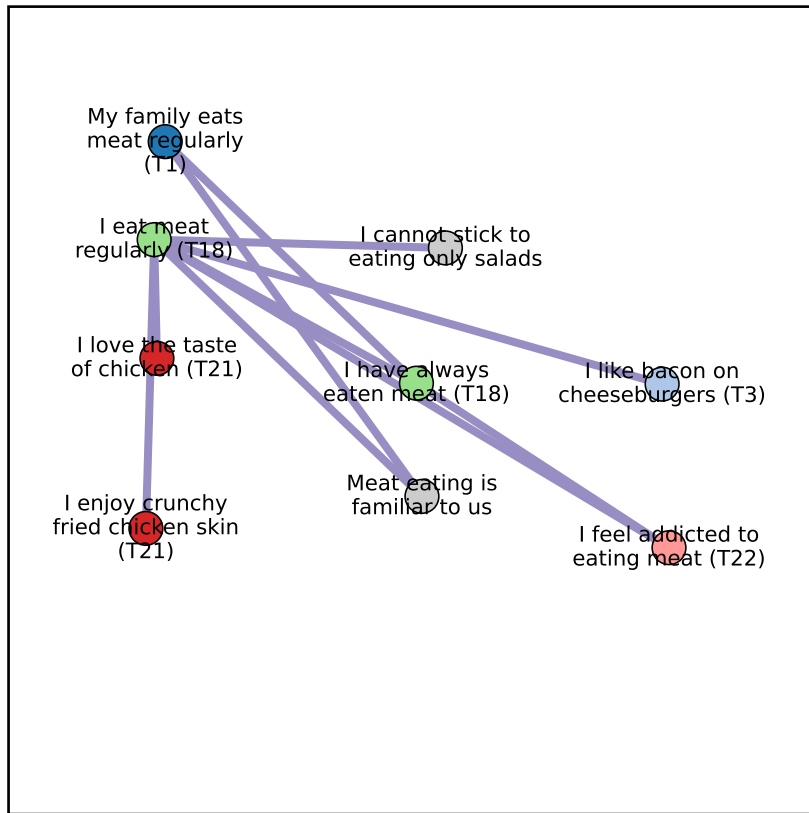 My family eats
meat regularly
(T1)
I eat meat
regularly (T18)
I cannot stick to
eating only salads
I love the taste
of chicken (T21)
I have always
eaten meat (T18)
I like bacon on
cheeseburgers (T3)
Meat eating is
familiar to us
I enjoy crunchy
fried chicken skin
(T21)
I feel addicted to
eating meat (T22)